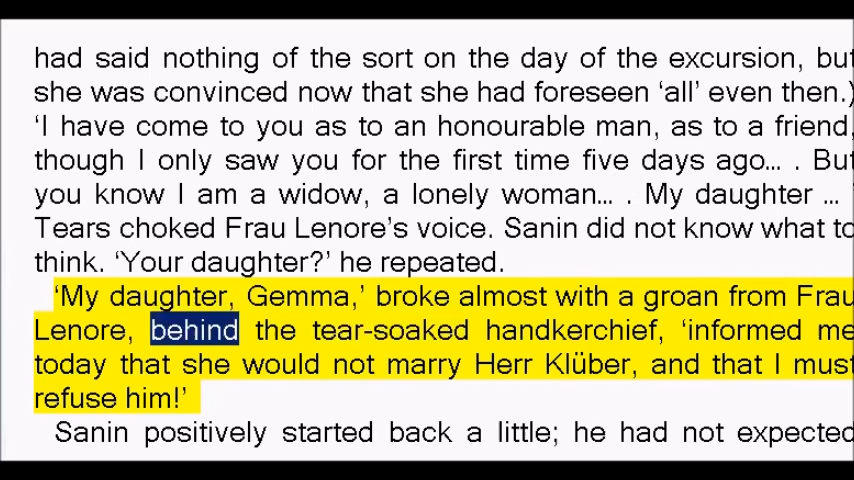 had said nothing of the sort on the day of the excursion, but
she was convinced now that she had foreseen ‘all’ even then.)
‘I have come to you as to an honourable man, as to a friend,
though I only saw you for the first time five days ago... . But
you know I am a widow, a lonely woman... . My daughter ... ’
Tears choked Frau Lenore’s voice. Sanin did not know what to
think. ‘Your daughter?’ he repeated.
‘My daughter, Gemma,’ broke almost with a groan from Frau
Lenore, behind the tear-soaked handkerchief, ‘informed me
today that she would not marry Herr Klüber, and that I must
refuse him!’
Sanin positively started back a little; he had not expected